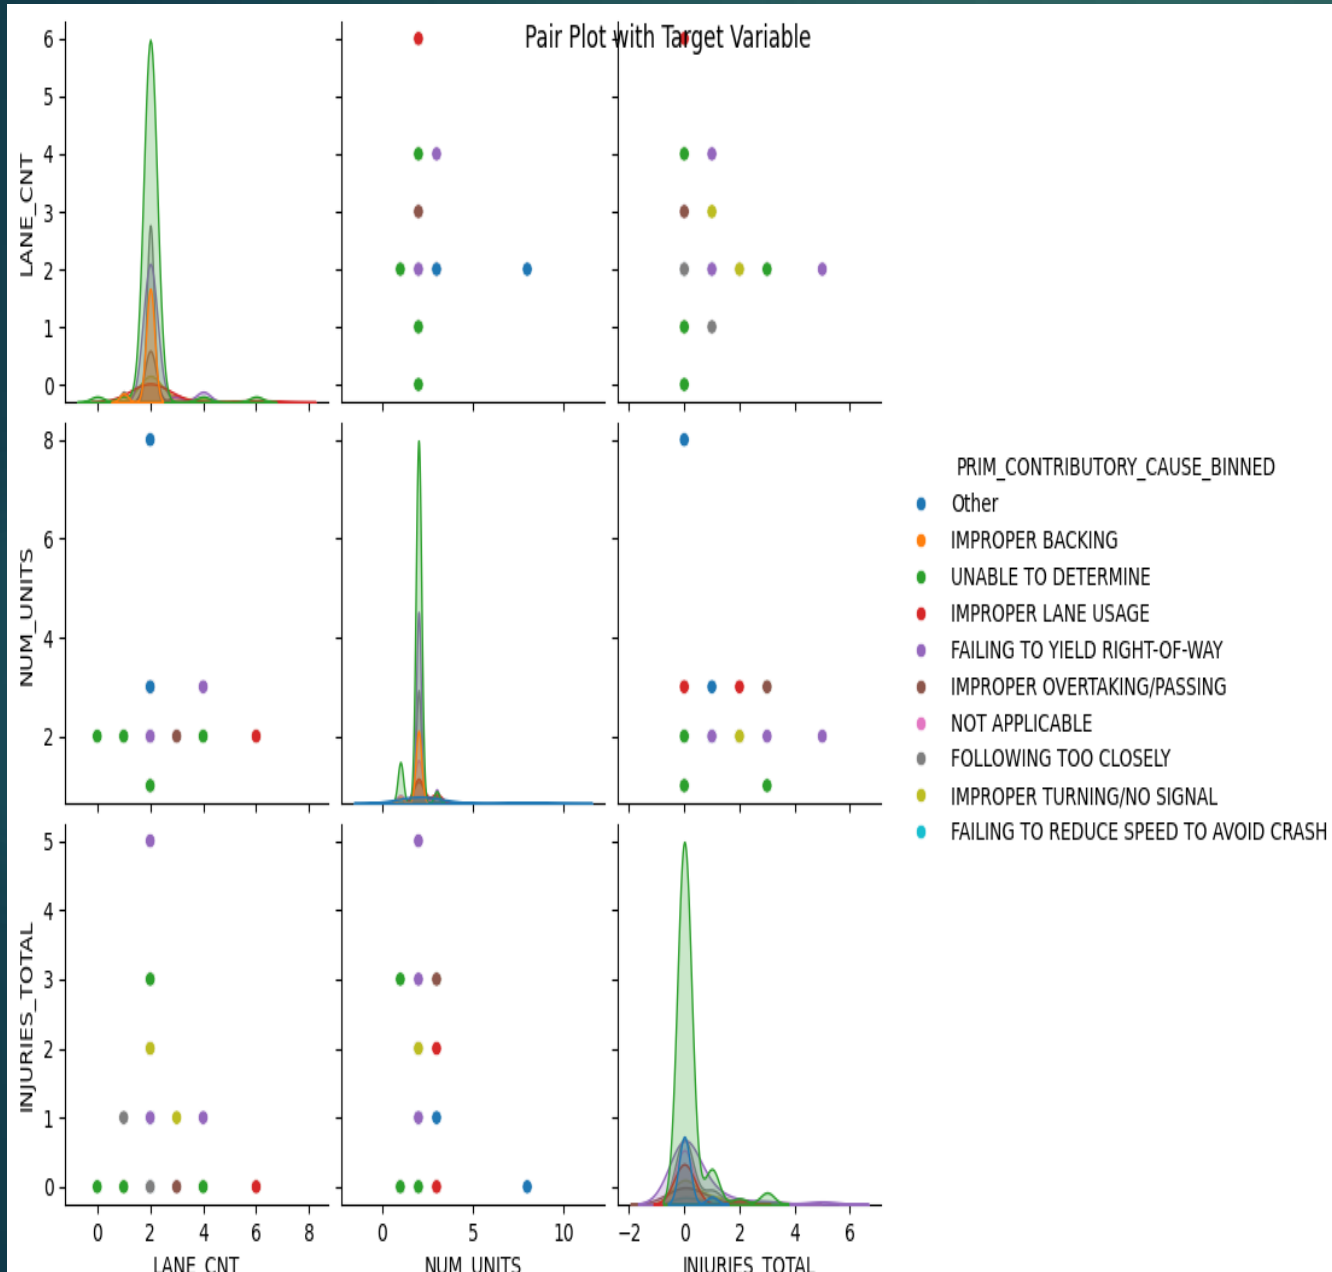 Pair Plot with Target Variable
6
5
4
3
2
1
0
LANE_CNT
8
6
4
2
NUM_UNITS
5
4
3
2
1
0
INJURIES_TOTAL
0 2 4 6 8
LANE_CNT
0 5 10
NUM_UNITS
−2 0 2 4 6
INJURIES_TOTAL
PRIM_CONTRIBUTORY_CAUSE_BINNED
Other
IMPROPER BACKING
UNABLE TO DETERMINE
IMPROPER LANE USAGE
FAILING TO YIELD RIGHT-OF-WAY
IMPROPER OVERTAKING/PASSING
NOT APPLICABLE
FOLLOWING TOO CLOSELY
IMPROPER TURNING/NO SIGNAL
FAILING TO REDUCE SPEED TO AVOID CRASH